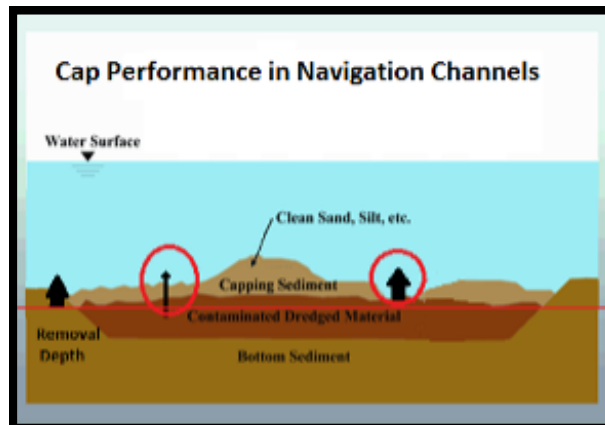 Cap Performance in Navigation Channels
Water Surface
Clean Sand, Silt, etc.
Capping Sediment
Contaminated Dredged Material
Removal
Depth
Bottom Sediment